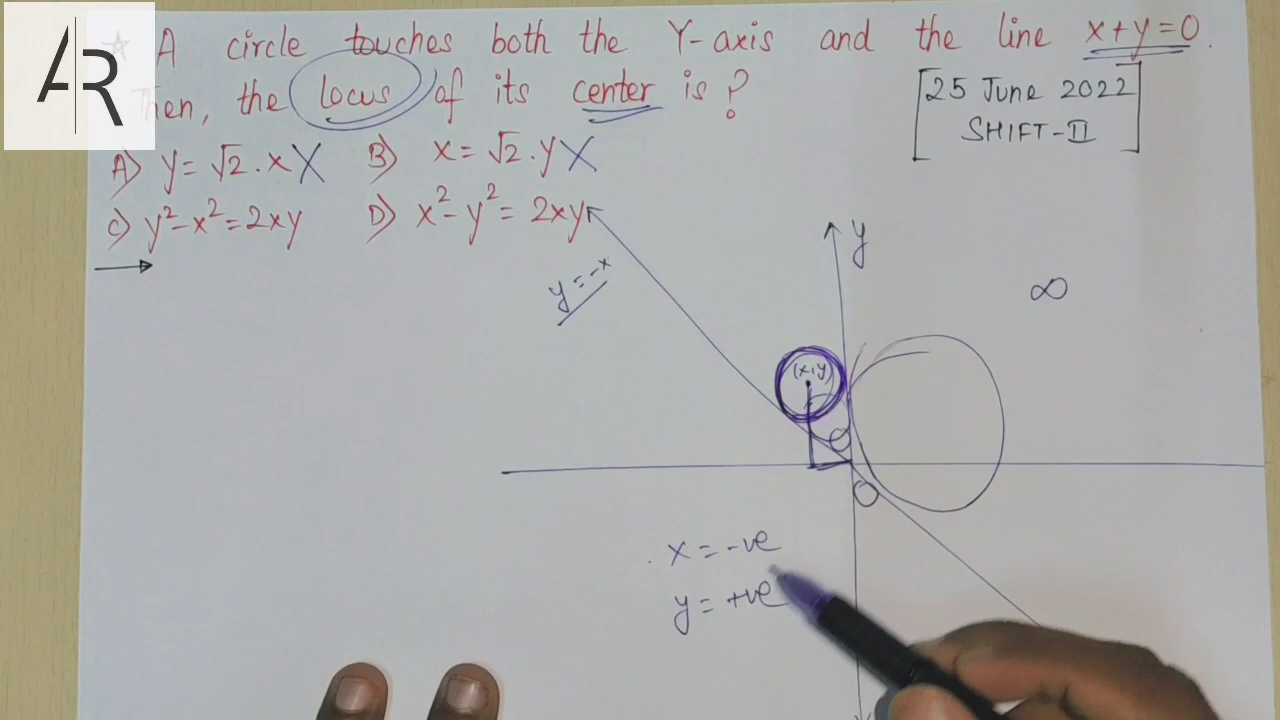 AR
A circle touches both the Y-axis and the line x+y=0.
Then, the locus of its center is?
[25 June 2022
SHIFT-II]
A) y = √2.x X B) x = √2.y X
C) y²-x²=2xy D) x²-y²= 2xy
y = -x
y
∞
(x,y)
x = -ve
y = +ve